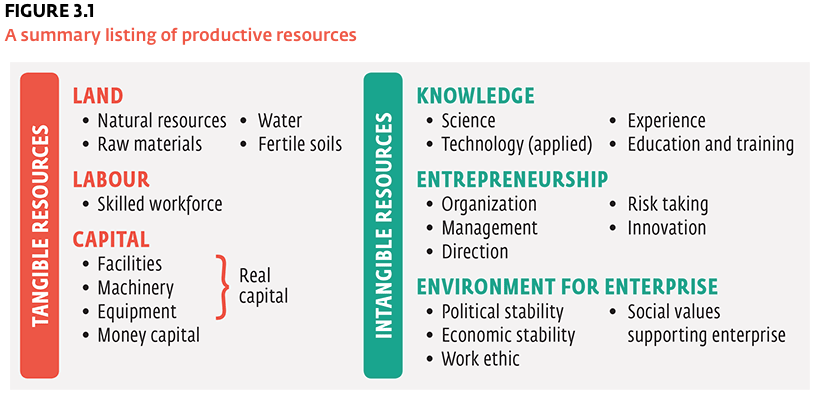 FIGURE 3.1
A summary listing of productive resources
TANGIBLE RESOURCES
LAND
• Natural resources
• Raw materials
• Water
• Fertile soils
LABOUR
• Skilled workforce
CAPITAL
• Facilities
• Machinery
• Equipment
• Money capital
Real
capital
INTANGIBLE RESOURCES
KNOWLEDGE
• Science
• Technology (applied)
• Experience
• Education and training
ENTREPRENEURSHIP
• Organization
• Management
• Direction
• Risk taking
• Innovation
ENVIRONMENT FOR ENTERPRISE
• Political stability
• Economic stability
• Work ethic
• Social values
supporting enterprise